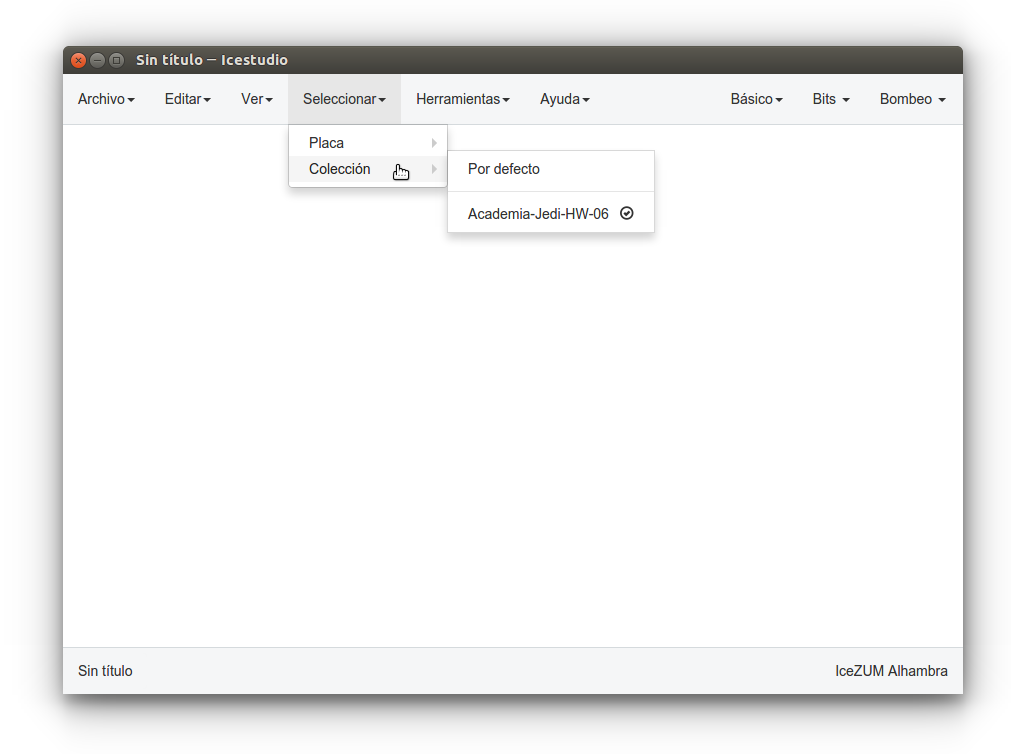 Sin título – Icestudio
Archivo Editar Ver Seleccionar Herramientas Ayuda Básico Bits Bombeo
Placa
Colección
Por defecto
Academia-Jedi-HW-06
Sin título IceZUM Alhambra